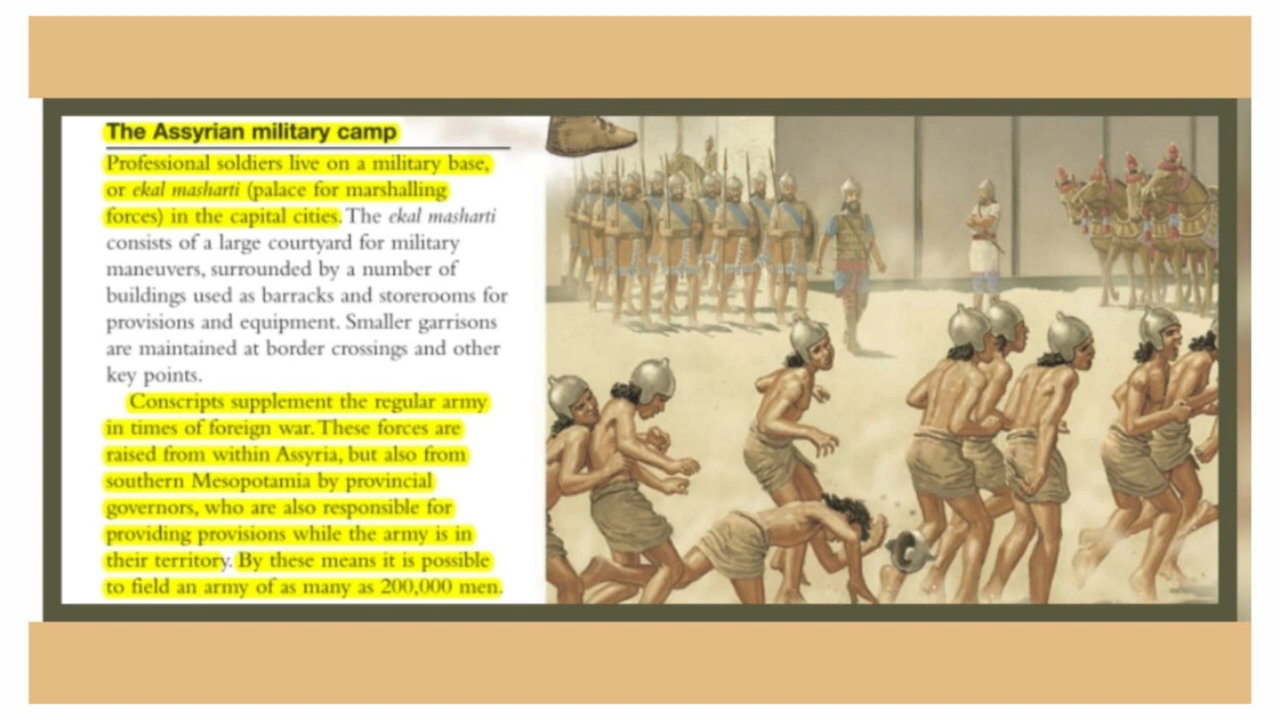 The Assyrian military camp
Professional soldiers live on a military base,
or ekal masharti (palace for marshalling
forces) in the capital cities. The ekal masharti
consists of a large courtyard for military
maneuvers, surrounded by a number of
buildings used as barracks and storerooms for
provisions and equipment. Smaller garrisons
are maintained at border crossings and other
key points.
Conscripts supplement the regular army
in times of foreign war. These forces are
raised from within Assyria, but also from
southern Mesopotamia by provincial
governors, who are also responsible for
providing provisions while the army is in
their territory. By these means it is possible
to field an army of as many as 200,000 men.